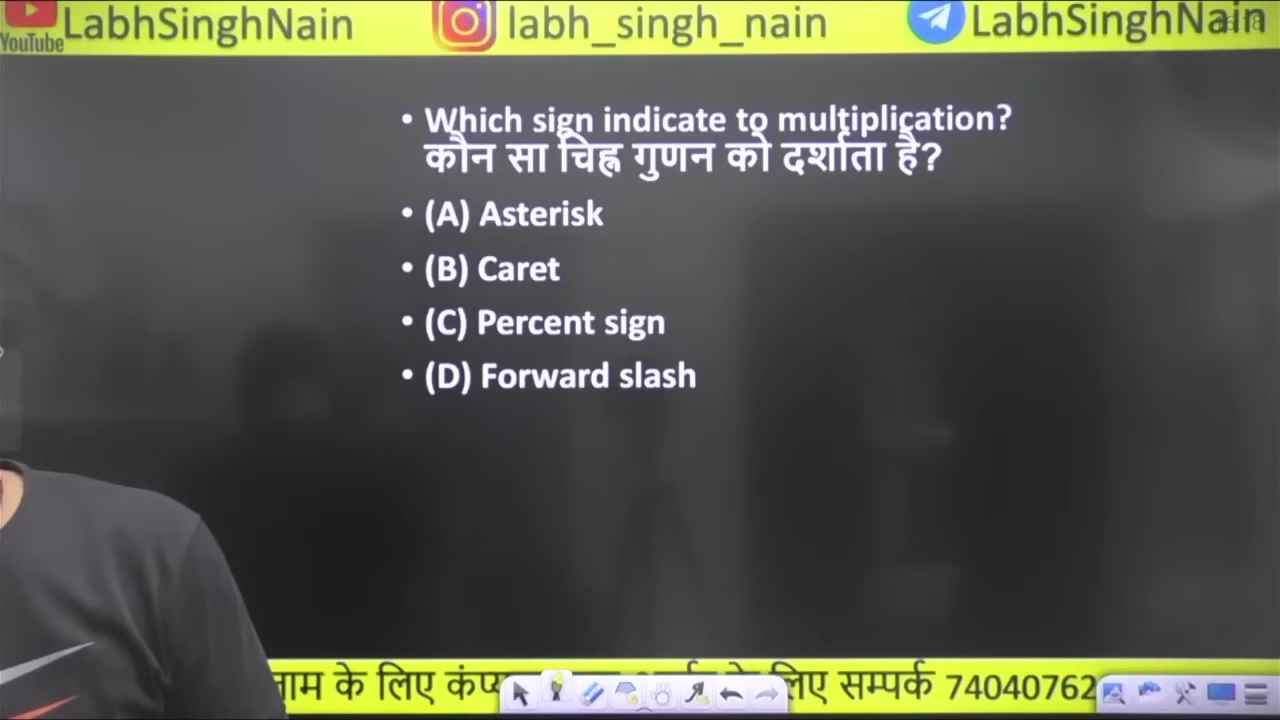 YouTube LabhSinghNain labh_singh_nain LabhSinghNain
• Which sign indicate to multiplication?
कौन सा चिह्न गुणन को दर्शाता है?
• (A) Asterisk
• (B) Caret
• (C) Percent sign
• (D) Forward slash
के लिए लिए सम्पर्क 74040762